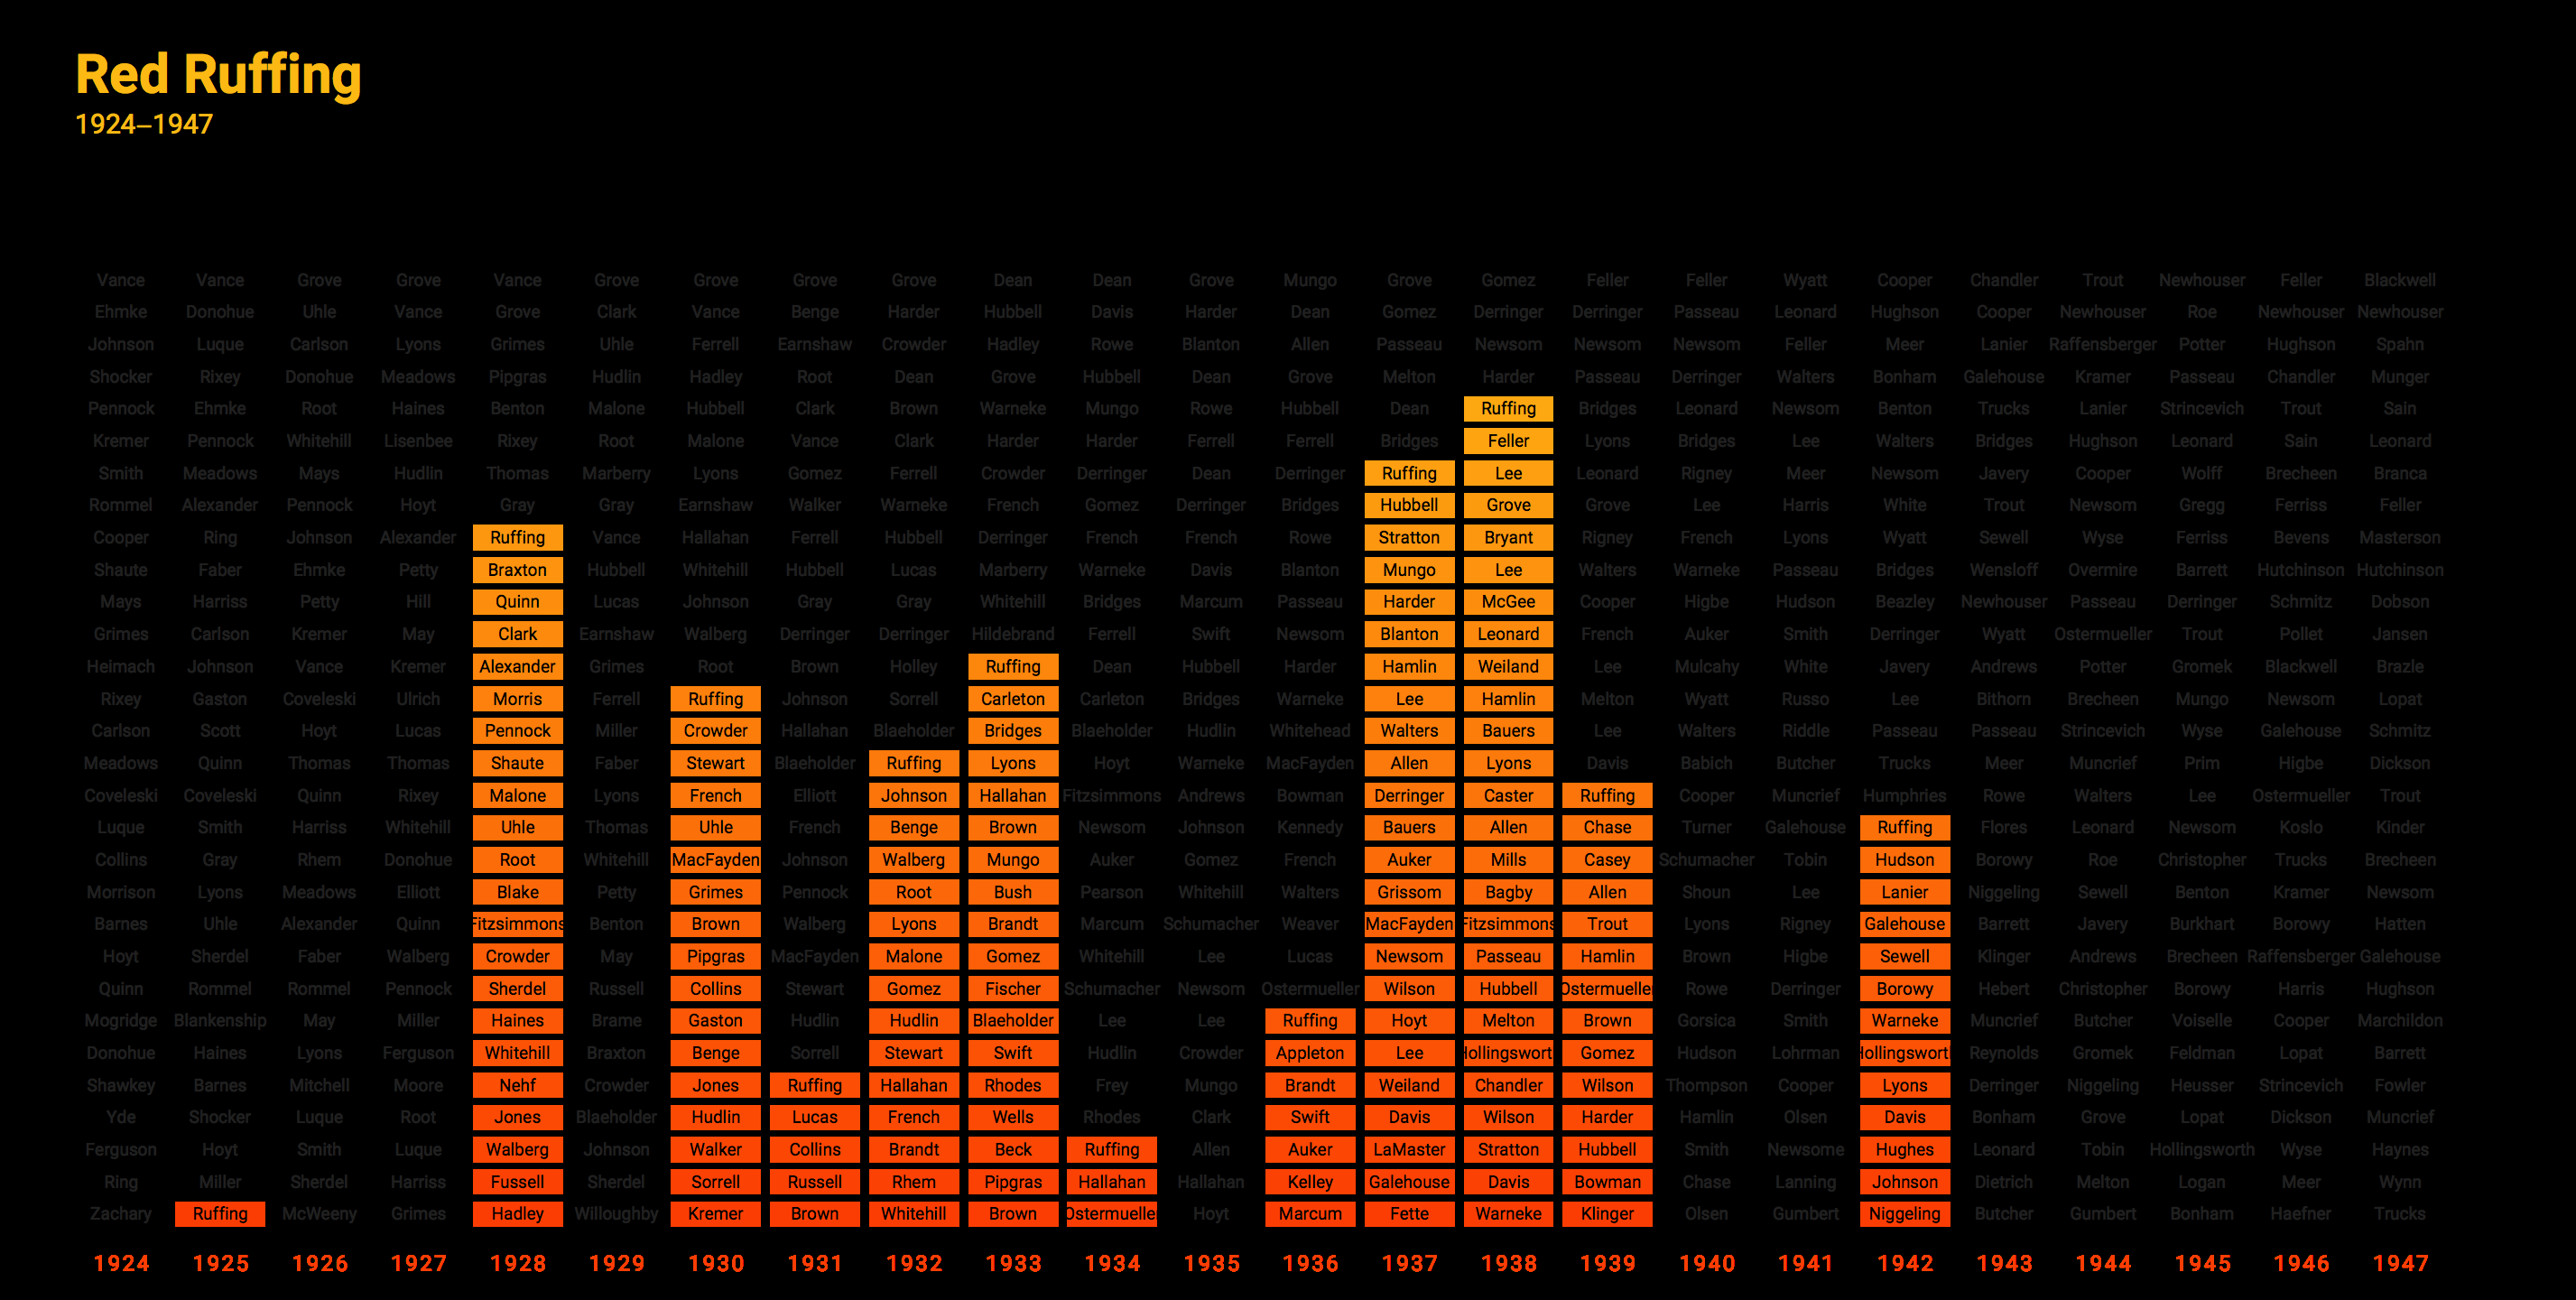 Red Ruffing
1924–1947
Vance Vance Grove Grove Vance Grove Grove Grove Grove Dean Dean Grove Mungo Grove Gomez Feller Feller Wyatt Cooper Chandler Trout Newhouser Feller Blackwell
Ehmke Donohue Uhle Vance Grove Clark Vance Benge Harder Hubbell Davis Harder Dean Gomez Derringer Derringer Passeau Leonard Hughson Cooper Newhouser Roe Newhouser Newhouser
Johnson Luque Carlson Lyons Grimes Uhle Ferrell Earnshaw Crowder Hadley Rowe Blanton Allen Passeau Newsom Newsom Newsom Feller Meer Lanier Raffensberger Potter Hughson Spahn
Shocker Rixey Donohue Meadows Pipgras Hudlin Hadley Root Dean Grove Hubbell Dean Grove Melton Harder Passeau Derringer Walters Bonham Galehouse Kramer Passeau Chandler Munger
Pennock Ehmke Root Haines Benton Malone Hubbell Clark Brown Warneke Mungo Rowe Hubbell Dean Ruffing Bridges Leonard Newsom Benton Trucks Lanier Strincevich Trout Sain
Kremer Pennock Whitehill Lisenbee Rixey Root Malone Vance Clark Harder Harder Ferrell Ferrell Bridges Feller Lyons Bridges Lee Walters Bridges Hughson Leonard Sain Leonard
Smith Meadows Mays Hudlin Thomas Marberry Lyons Gomez Ferrell Crowder Derringer Dean Derringer Ruffing Lee Leonard Rigney Meer Newsom Javery Cooper Wolff Brecheen Branca
Rommel Alexander Pennock Hoyt Gray Gray Earnshaw Walker Warneke French Gomez Derringer Bridges Hubbell Grove Grove Lee Harris White Trout Newsom Gregg Ferriss Feller
Cooper Ring Johnson Alexander Ruffing Vance Hallahan Ferrell Hubbell Derringer French French Rowe Stratton Bryant Rigney French Lyons Wyatt Sewell Wyse Ferriss Bevens Masterson
Shaute Faber Ehmke Petty Braxton Hubbell Whitehill Hubbell Lucas Marberry Warneke Davis Blanton Mungo Lee Walters Warneke Passeau Bridges Wensloff Overmire Barrett Hutchinson Hutchinson
Mays Harriss Petty Hill Quinn Lucas Johnson Gray Gray Whitehill Bridges Marcum Passeau Harder McGee Cooper Higbe Hudson Beazley Newhouser Passeau Derringer Schmitz Dobson
Grimes Carlson Kremer May Clark Earnshaw Walberg Derringer Derringer Hildebrand Ferrell Swift Newsom Blanton Leonard French Auker Smith Derringer Wyatt Ostermueller Trout Pollet Jansen
Heimach Johnson Vance Kremer Alexander Grimes Root Brown Holley Ruffing Dean Hubbell Harder Hamlin Weiland Lee Mulcahy White Javery Andrews Potter Gromek Blackwell Brazle
Rixey Gaston Coveleski Ulrich Morris Ferrell Ruffing Johnson Sorrell Carleton Carleton Bridges Warneke Lee Hamlin Melton Wyatt Russo Lee Bithorn Brecheen Mungo Newsom Lopat
Carlson Scott Hoyt Lucas Pennock Miller Crowder Hallahan Blaeholder Bridges Blaeholder Hudlin Whitehead Walters Bauers Lee Walters Riddle Passeau Passeau Strincevich Wyse Galehouse Schmitz
Meadows Quinn Thomas Thomas Shaute Faber Stewart Blaeholder Ruffing Lyons Hoyt Warneke MacFayden Allen Lyons Davis Babich Butcher Trucks Meer Muncrief Prim Higbe Dickson
Coveleski Coveleski Quinn Rixey Malone Lyons French Elliott Johnson Hallahan Fitzsimmons Andrews Bowman Derringer Caster Ruffing Cooper Muncrief Humphries Rowe Walters Lee Ostermueller Trout
Luque Smith Harriss Whitehill Uhle Thomas Uhle French Benge Brown Newsom Johnson Kennedy Bauers Allen Chase Turner Galehouse Ruffing Flores Leonard Newsom Koslo Kinder
Collins Gray Rhem Donohue Root Whitehill MacFayden Johnson Walberg Mungo Auker Gomez French Auker Mills Casey Schumacher Tobin Hudson Borowy Roe Christopher Trucks Brecheen
Morrison Lyons Meadows Elliott Blake Petty Grimes Pennock Root Bush Pearson Whitehill Walters Grissom Bagby Allen Shoun Lee Lanier Niggeling Sewell Benton Kramer Newsom
Barnes Uhle Alexander Quinn Fitzsimmons Benton Brown Walberg Lyons Brandt Marcum Schumacher Weaver MacFayden Fitzsimmons Trout Lyons Rigney Galehouse Barrett Javery Burkhart Borowy Hatten
Hoyt Sherdel Faber Walberg Crowder May Pipgras MacFayden Malone Gomez Whitehill Lee Lucas Newsom Passeau Hamlin Brown Higbe Sewell Klinger Andrews Brecheen Raffensberger Galehouse
Quinn Rommel Rommel Pennock Sherdel Russell Collins Stewart Gomez Fischer Schumacher Newsom Ostermueller Wilson Hubbell Ostermuelle Rowe Derringer Borowy Hebert Christopher Borowy Harris Hughson
Mogridge Blankenship May Miller Haines Brame Gaston Hudlin Hudlin Blaeholder Lee Lee Ruffing Hoyt Melton Brown Gorsica Smith Warneke Muncrief Butcher Voiselle Cooper Marchildon
Donohue Haines Lyons Ferguson Whitehill Braxton Benge Sorrell Stewart Swift Hudlin Crowder Appleton Lee Hollingswort Gomez Hudson Lohrman Hollingswort Reynolds Gromek Feldman Lopat Barrett
Shawkey Barnes Mitchell Moore Nehf Crowder Jones Ruffing Hallahan Rhodes Frey Mungo Brandt Weiland Chandler Wilson Thompson Cooper Lyons Derringer Niggeling Heusser Strincevich Fowler
Yde Shocker Luque Root Jones Blaeholder Hudlin Lucas French Wells Rhodes Clark Swift Davis Wilson Harder Hamlin Olsen Davis Bonham Grove Lopat Dickson Muncrief
Ferguson Hoyt Smith Luque Walberg Johnson Walker Collins Brandt Beck Ruffing Allen Auker LaMaster Stratton Hubbell Smith Newsome Hughes Leonard Tobin Hollingsworth Wyse Haynes
Ring Miller Sherdel Harriss Fussell Sherdel Sorrell Russell Rhem Pipgras Hallahan Hallahan Kelley Galehouse Davis Bowman Chase Lanning Johnson Dietrich Melton Logan Meer Wynn
Zachary Ruffing McWeeny Grimes Hadley Willoughby Kremer Brown Whitehill Brown Ostermuelle Hoyt Marcum Fette Warneke Klinger Olsen Gumbert Niggeling Butcher Gumbert Bonham Haefner Trucks
1924 1925 1926 1927 1928 1929 1930 1931 1932 1933 1934 1935 1936 1937 1938 1939 1940 1941 1942 1943 1944 1945 1946 1947